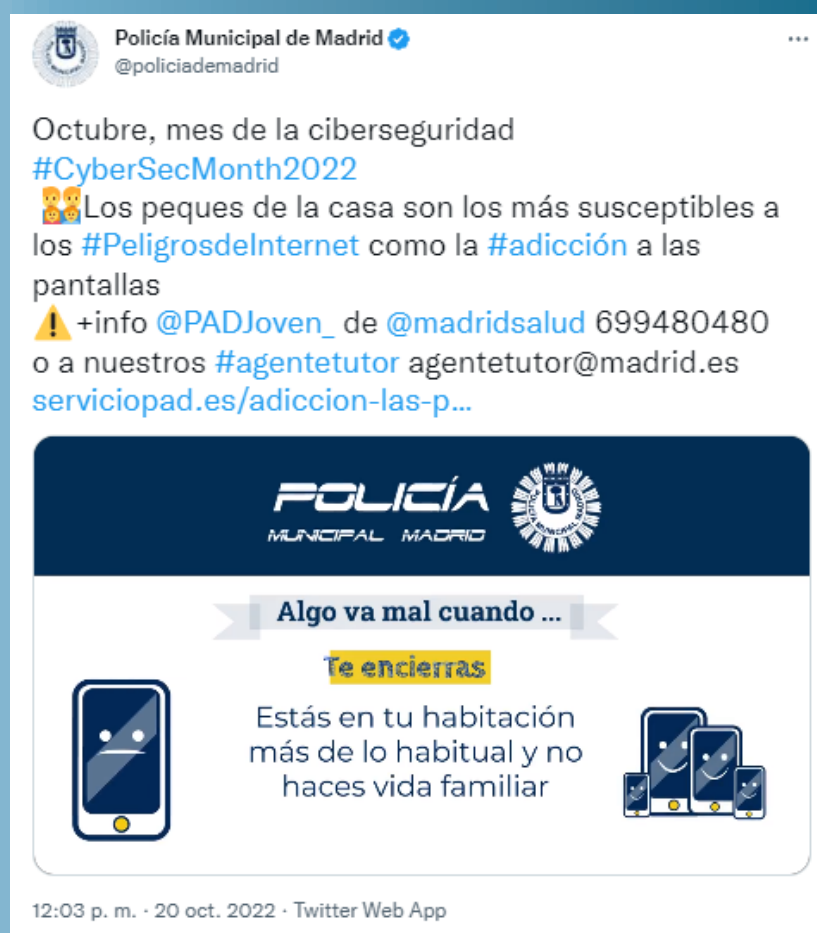 Policía Municipal de Madrid
@policiademadrid
Octubre, mes de la ciberseguridad
#CyberSecMonth2022
Los peques de la casa son los más susceptibles a
los #PeligrosdeInternet como la #adicción a las
pantallas
+info @PADJoven_ de @madridsalud 699480480
o a nuestros #agentetutor agentetutor@madrid.es
serviciopad.es/adiccion-las-p...
POLICÍA
MUNICIPAL MADRID
Algo va mal cuando ...
Te encierras
Estás en tu habitación
más de lo habitual y no
haces vida familiar
12:03 p. m. · 20 oct. 2022 · Twitter Web App